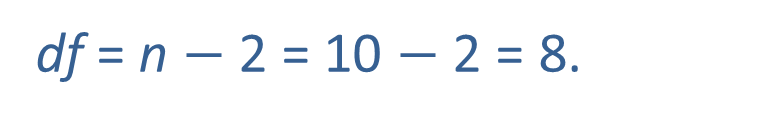 df = n — 2 = 10 — 2 = 8.